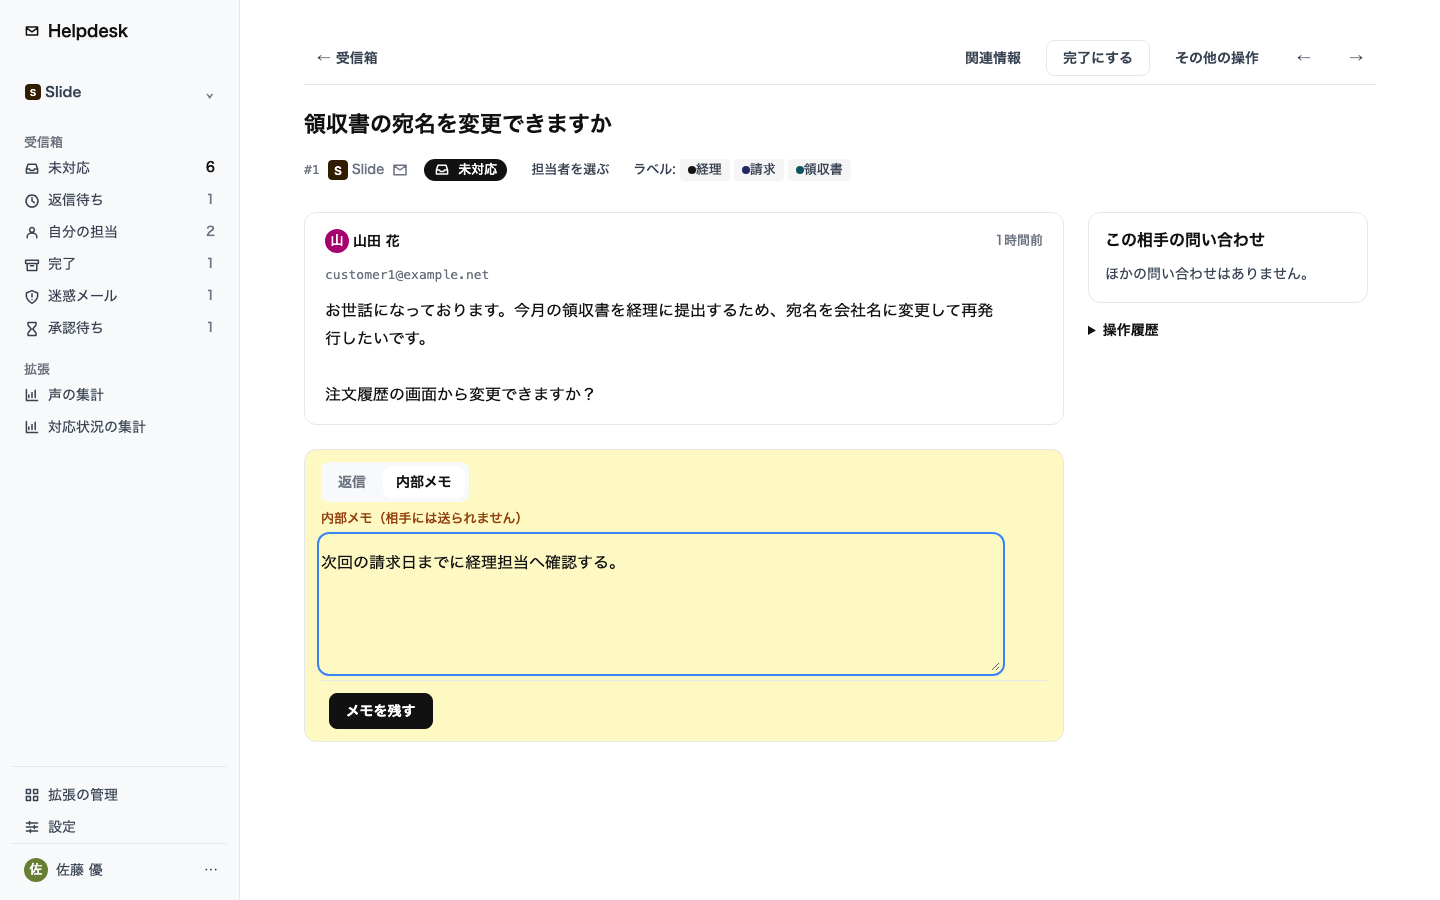 Helpdesk
S Slide
受信箱
未対応 6
返信待ち 1
自分の担当 2
完了 1
迷惑メール 1
承認待ち 1
拡張
声の集計
対応状況の集計
拡張の管理
設定
佐 佐藤 優 …
← 受信箱 関連情報 完了にする その他の操作 ← →
領収書の宛名を変更できますか
#1 S Slide 未対応 担当者を選ぶ ラベル: 経理 請求 領収書
山 山田 花 1時間前
customer1@example.net
お世話になっております。今月の領収書を経理に提出するため、宛名を会社名に変更して再発
行したいです。
注文履歴の画面から変更できますか？
返信 内部メモ
内部メモ（相手には送られません）
次回の請求日までに経理担当へ確認する。
メモを残す
この相手の問い合わせ
ほかの問い合わせはありません。
▶ 操作履歴